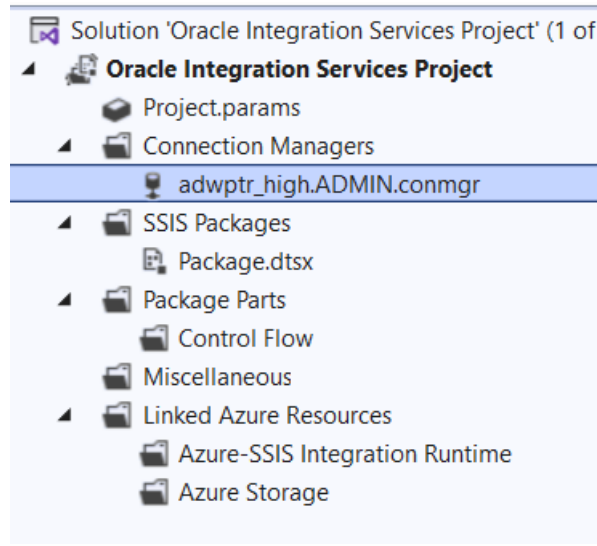 Solution 'Oracle Integration Services Project' (1 of
Oracle Integration Services Project
Project.params
Connection Managers
adwptr_high.ADMIN.conmgr
SSIS Packages
Package.dtsx
Package Parts
Control Flow
Miscellaneous
Linked Azure Resources
Azure-SSIS Integration Runtime
Azure Storage